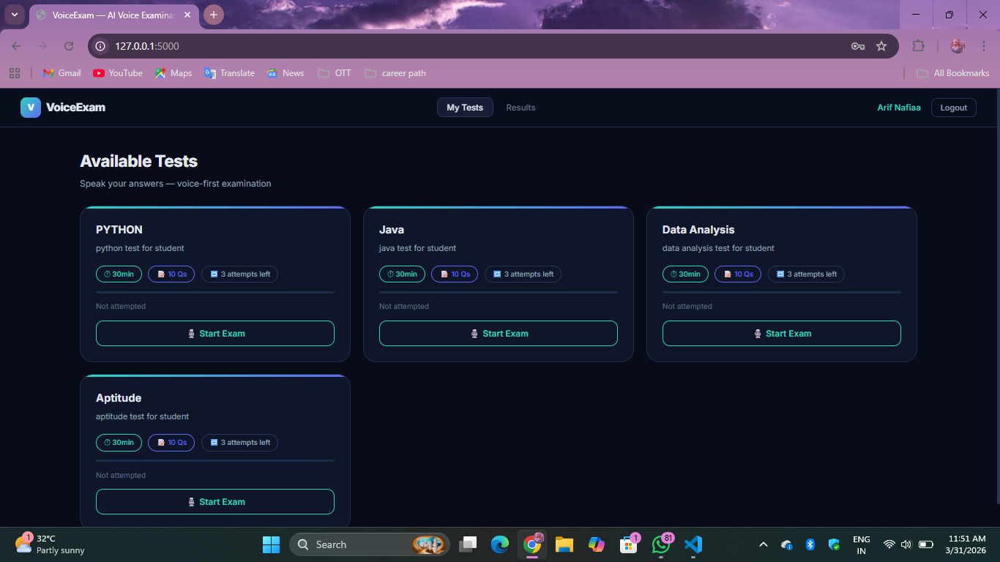 VoiceExam — AI Voice Examina
127.0.0.1:5000
Gmail YouTube Maps Translate News OTT career path All Bookmarks
V VoiceExam My Tests Results Arif Nafiaa Logout
Available Tests
Speak your answers — voice-first examination
PYTHON
python test for student
30min 10 Qs 3 attempts left
Not attempted
Start Exam
Java
java test for student
30min 10 Qs 3 attempts left
Not attempted
Start Exam
Data Analysis
data analysis test for student
30min 10 Qs 3 attempts left
Not attempted
Start Exam
Aptitude
aptitude test for student
30min 10 Qs 3 attempts left
Not attempted
Start Exam
1 32°C
Partly sunny
Search
1
81
ENG
IN
11:51 AM
3/31/2026